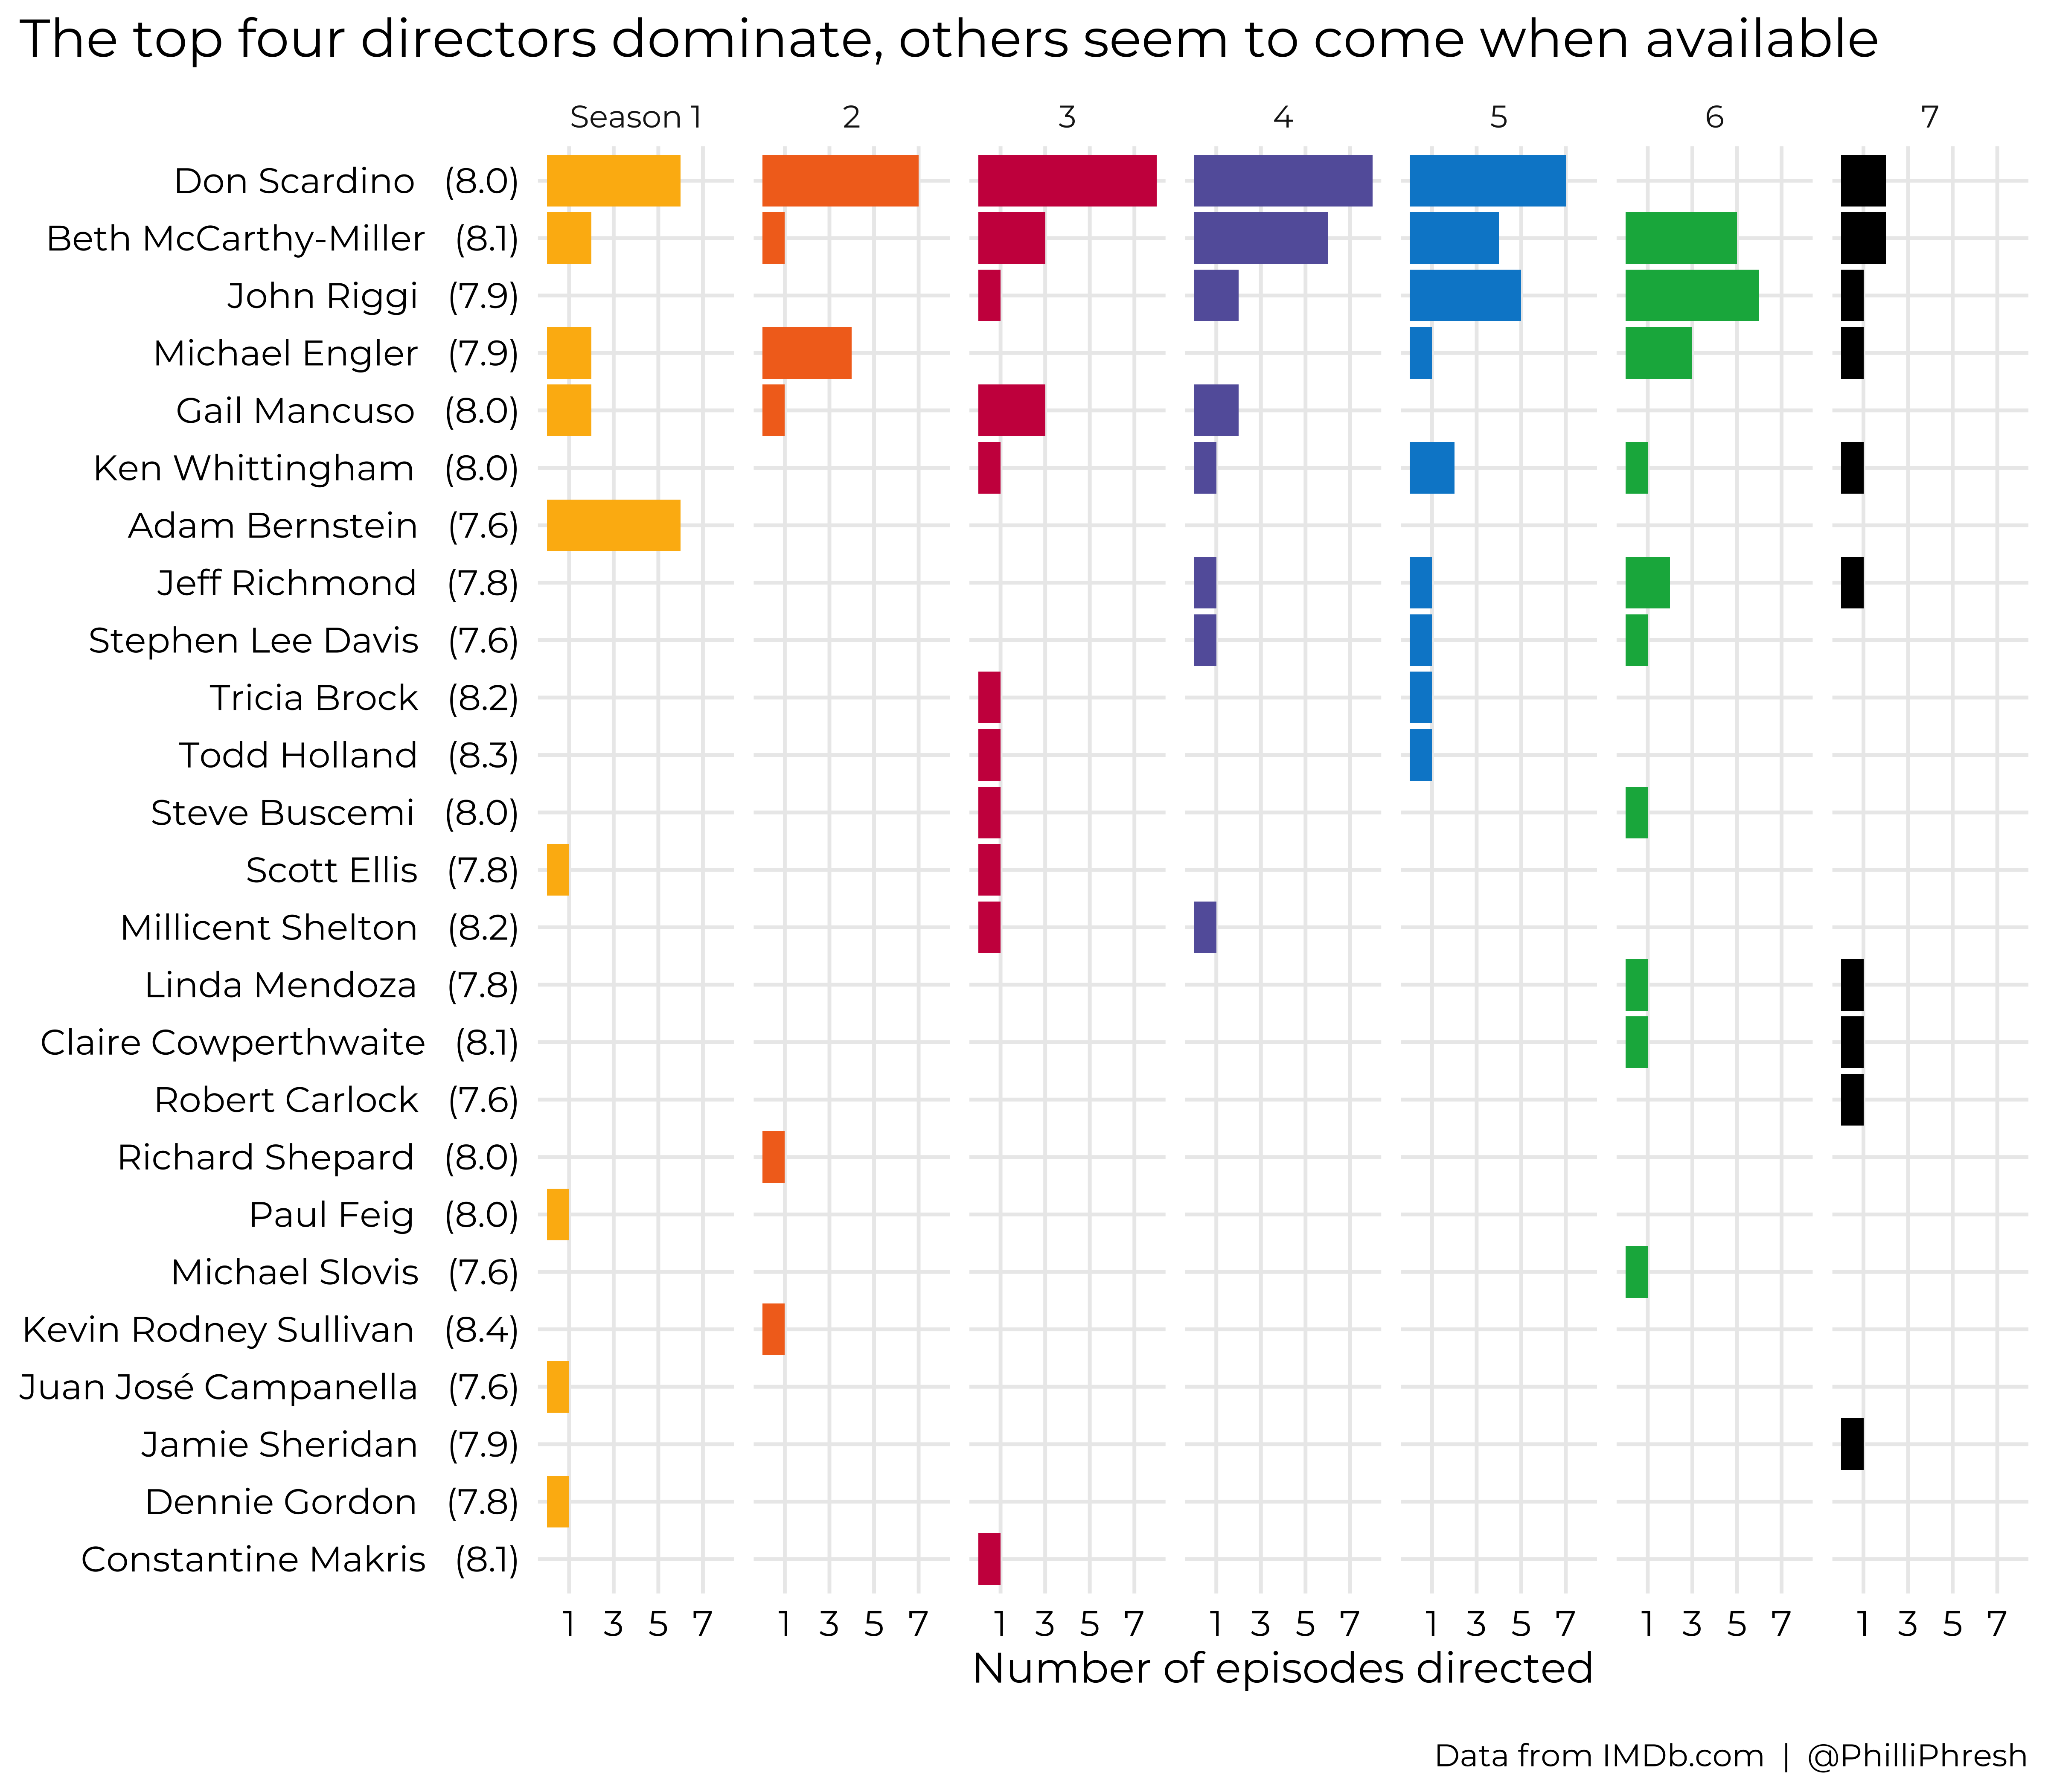 The top four directors dominate, others seem to come when available
Season 1 2 3 4 5 6 7
Don Scardino (8.0)
Beth McCarthy-Miller (8.1)
John Riggi (7.9)
Michael Engler (7.9)
Gail Mancuso (8.0)
Ken Whittingham (8.0)
Adam Bernstein (7.6)
Jeff Richmond (7.8)
Stephen Lee Davis (7.6)
Tricia Brock (8.2)
Todd Holland (8.3)
Steve Buscemi (8.0)
Scott Ellis (7.8)
Millicent Shelton (8.2)
Linda Mendoza (7.8)
Claire Cowperthwaite (8.1)
Robert Carlock (7.6)
Richard Shepard (8.0)
Paul Feig (8.0)
Michael Slovis (7.6)
Kevin Rodney Sullivan (8.4)
Juan José Campanella (7.6)
Jamie Sheridan (7.9)
Dennie Gordon (7.8)
Constantine Makris (8.1)
1 3 5 7 1 3 5 7 1 3 5 7 1 3 5 7 1 3 5 7 1 3 5 7 1 3 5 7
Number of episodes directed
Data from IMDb.com | @PhilliPhresh